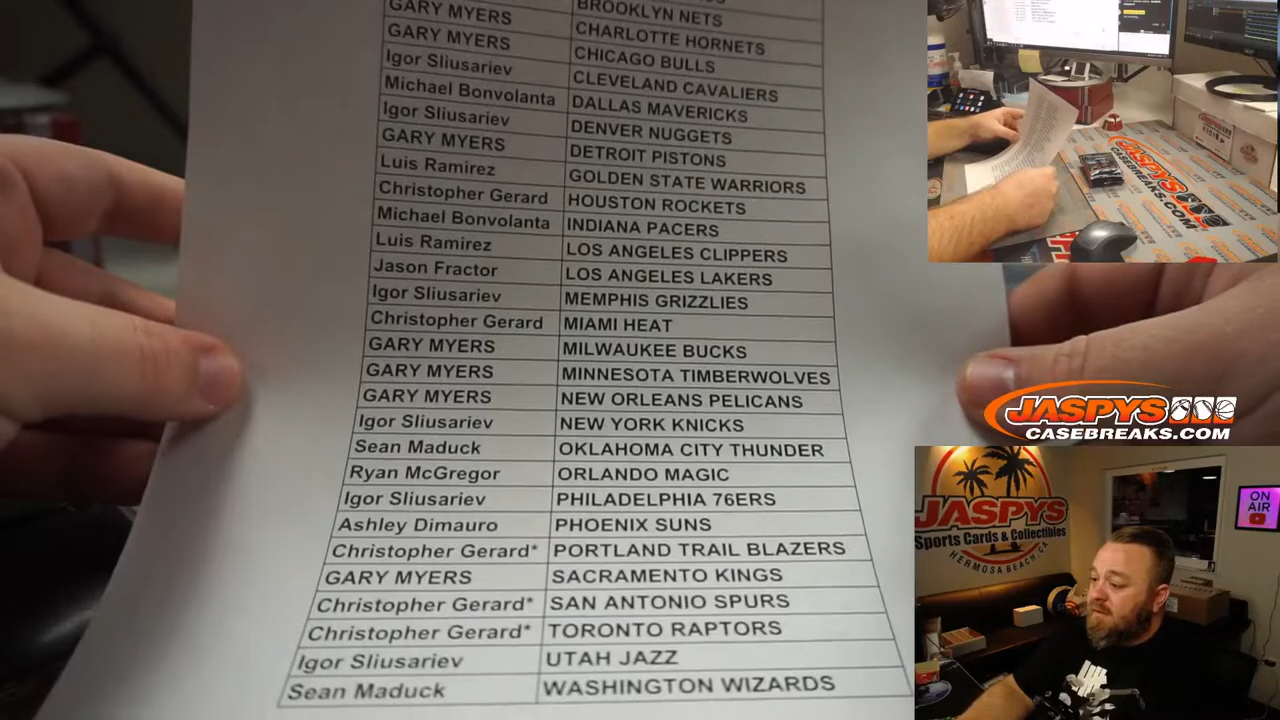 GARY MYERS BROOKLYN NETS
GARY MYERS CHARLOTTE HORNETS
Igor Sliusariev CHICAGO BULLS
Michael Bonvolanta CLEVELAND CAVALIERS
Igor Sliusariev DALLAS MAVERICKS
GARY MYERS DENVER NUGGETS
Luis Ramirez DETROIT PISTONS
Christopher Gerard GOLDEN STATE WARRIORS
Michael Bonvolanta HOUSTON ROCKETS
Luis Ramirez INDIANA PACERS
Jason Fractor LOS ANGELES CLIPPERS
Igor Sliusariev LOS ANGELES LAKERS
Christopher Gerard MEMPHIS GRIZZLIES
GARY MYERS MIAMI HEAT
GARY MYERS MILWAUKEE BUCKS
GARY MYERS MINNESOTA TIMBERWOLVES
Igor Sliusariev NEW ORLEANS PELICANS
Sean Maduck NEW YORK KNICKS
Ryan McGregor OKLAHOMA CITY THUNDER
Igor Sliusariev ORLANDO MAGIC
Ashley Dimauro PHILADELPHIA 76ERS
Christopher Gerard* PHOENIX SUNS
GARY MYERS PORTLAND TRAIL BLAZERS
Christopher Gerard* SACRAMENTO KINGS
Christopher Gerard* SAN ANTONIO SPURS
Igor Sliusariev TORONTO RAPTORS
Sean Maduck UTAH JAZZ
WASHINGTON WIZARDS
JASPYS
CASEBREAKS.COM
JASPYS
CASEBREAKS.COM
JASPYS
Sports Cards & Collectibles
HERMOSA BEACH, CA
ON
AIR